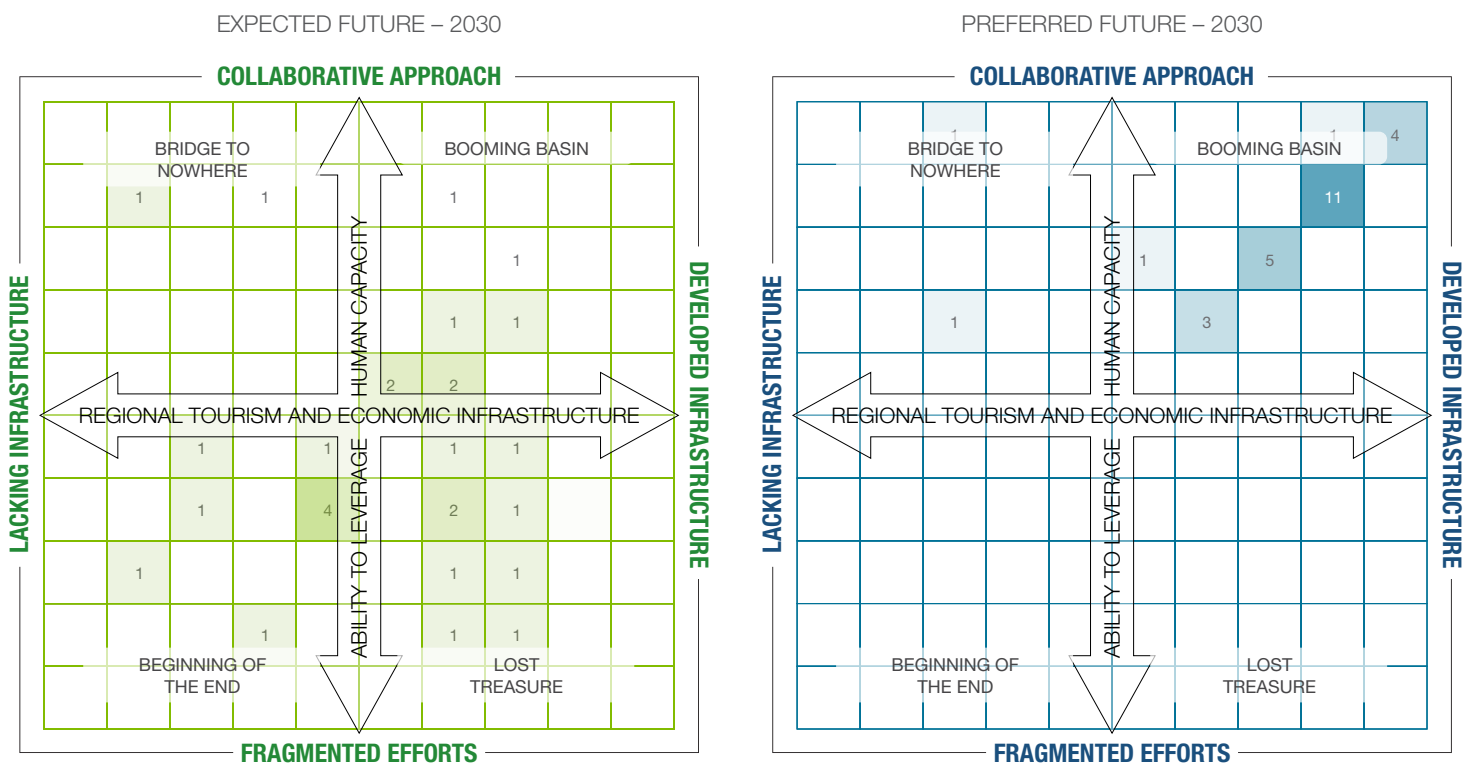 EXPECTED FUTURE – 2030
COLLABORATIVE APPROACH
BRIDGE TO
NOWHERE
BOOMING BASIN
1 1 1
1
1 1
2 2
LACKING INFRASTRUCTURE
DEVELOPED INFRASTRUCTURE
HUMAN CAPACITY
REGIONAL TOURISM AND ECONOMIC INFRASTRUCTURE
ABILITY TO LEVERAGE
1 1 1 1
1 4 2 1
1 1 1
1 1 1
BEGINNING OF
THE END
LOST
TREASURE
FRAGMENTED EFFORTS
PREFERRED FUTURE – 2030
COLLABORATIVE APPROACH
1 1 4
BRIDGE TO
NOWHERE
BOOMING BASIN
11
1 5
1 3
LACKING INFRASTRUCTURE
DEVELOPED INFRASTRUCTURE
HUMAN CAPACITY
REGIONAL TOURISM AND ECONOMIC INFRASTRUCTURE
ABILITY TO LEVERAGE
BEGINNING OF
THE END
LOST
TREASURE
FRAGMENTED EFFORTS